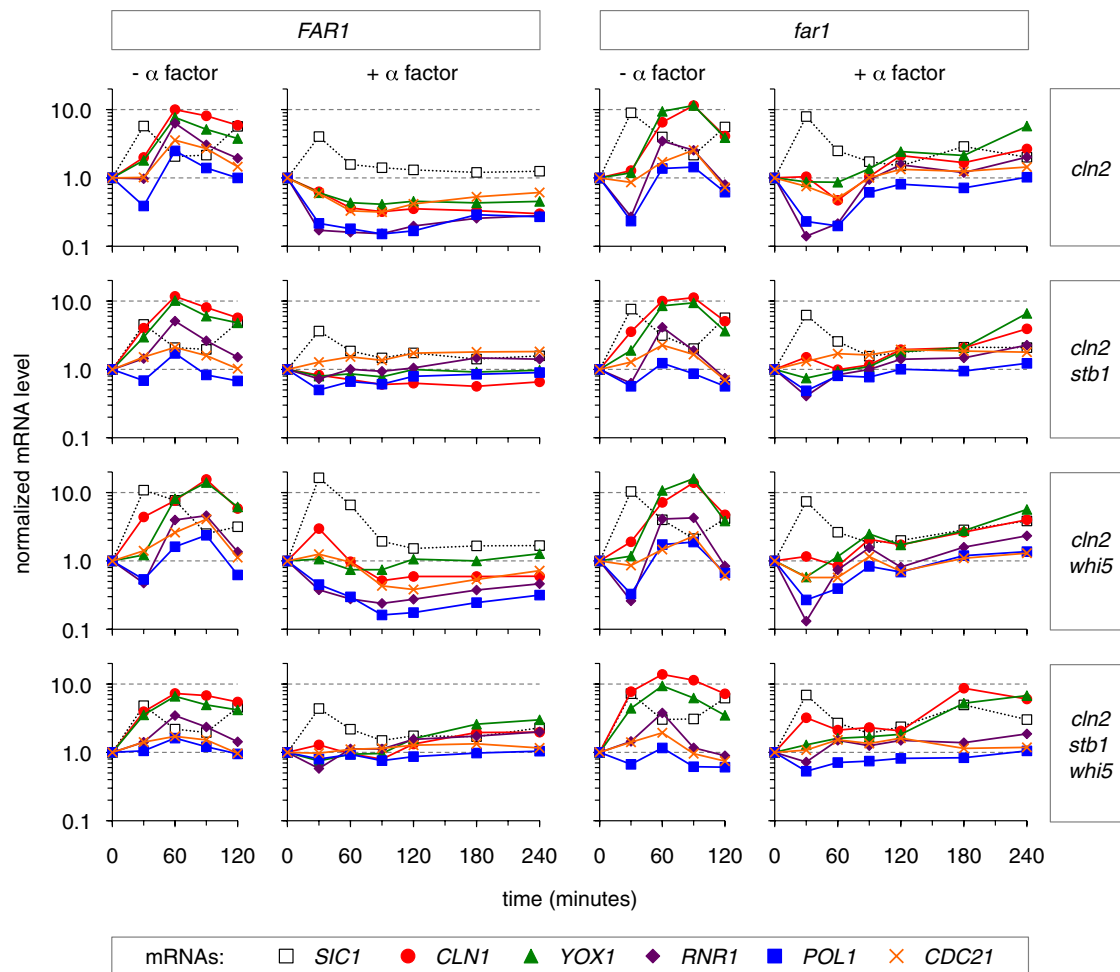 FAR1 far1
- α factor + α factor - α factor + α factor
10.0
1.0
0.1
cln2
10.0
1.0
0.1
cln2
stb1
10.0
1.0
0.1
cln2
whi5
10.0
1.0
0.1
cln2
stb1
whi5
normalized mRNA level
0 60 120 0 60 120 180 240 0 60 120 0 60 120 180 240
time (minutes)
mRNAs: SIC1 CLN1 YOX1 RNR1 POL1 CDC21